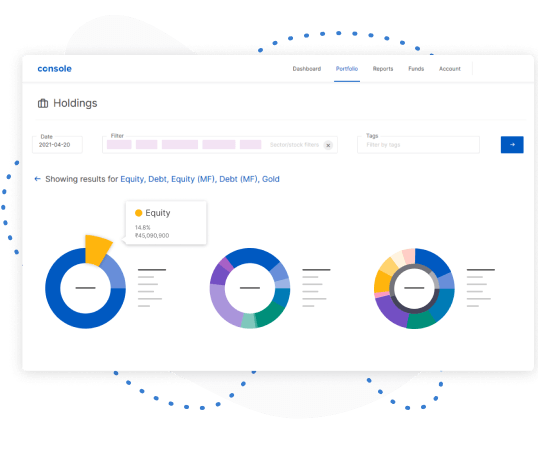 console
Dashboard Portfolio Reports Funds Account
Holdings
Date
2021-04-20
Filter
Sector/stock filters
Tags
Filter by tags
← Showing results for Equity, Debt, Equity (MF), Debt (MF), Gold
Equity
14.8%
₹45,090,900